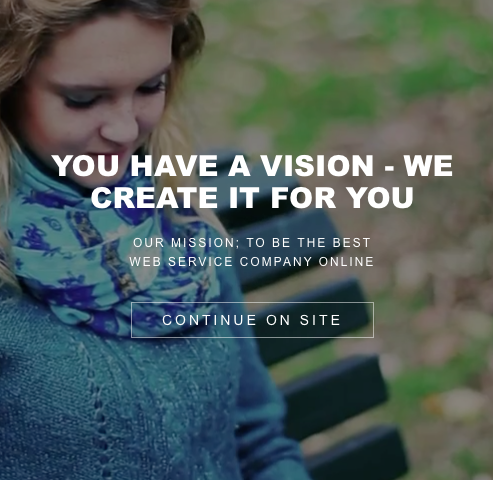 YOU HAVE A VISION - WE
CREATE IT FOR YOU
OUR MISSION; TO BE THE BEST
WEB SERVICE COMPANY ONLINE
CONTINUE ON SITE